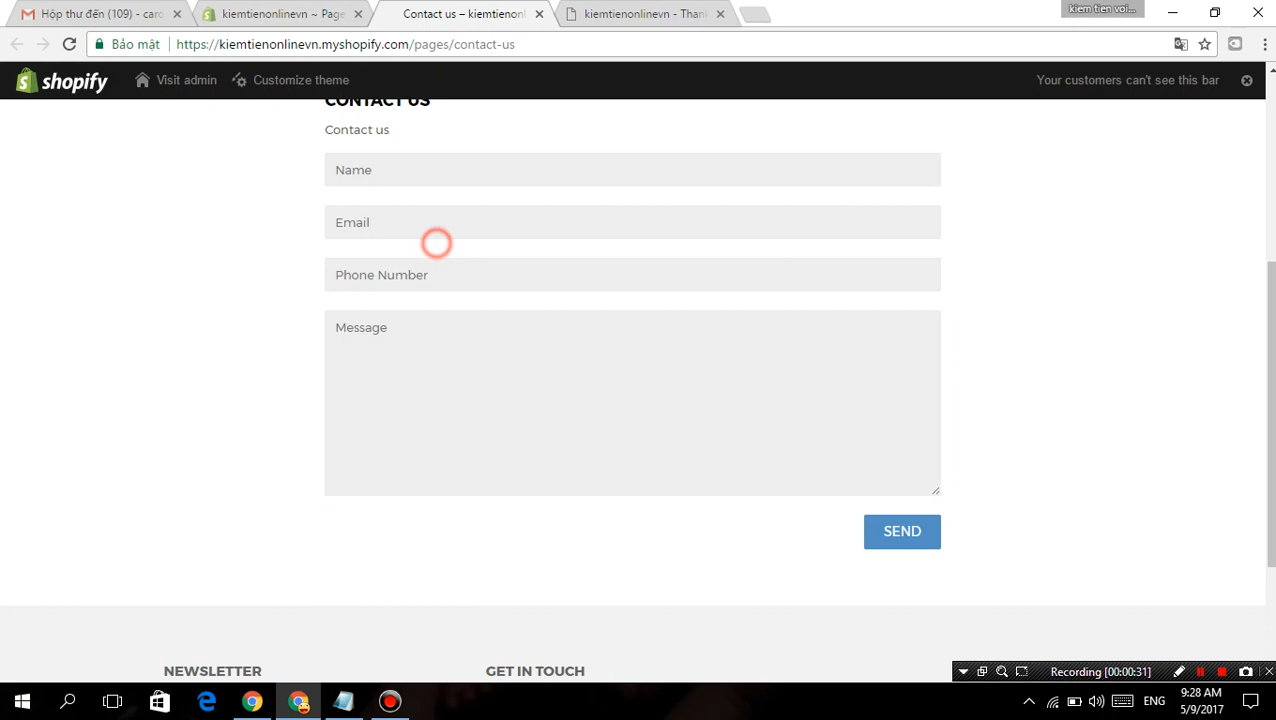 Hộp thư đến (109) - caro
kiemtienonlinevn ~ Page
Contact us – kiemtienonl
kiemtienonlinevn - Thank
kiem tien voi...
Bảo mật
https://kiemtienonlinevn.myshopify.com/pages/contact-us
shopify
Visit admin
Customize theme
Your customers can't see this bar
CONTACT US
Contact us
Name
Email
Phone Number
Message
SEND
NEWSLETTER
GET IN TOUCH
Recording [00:00:31]
ENG
9:28 AM
5/9/2017